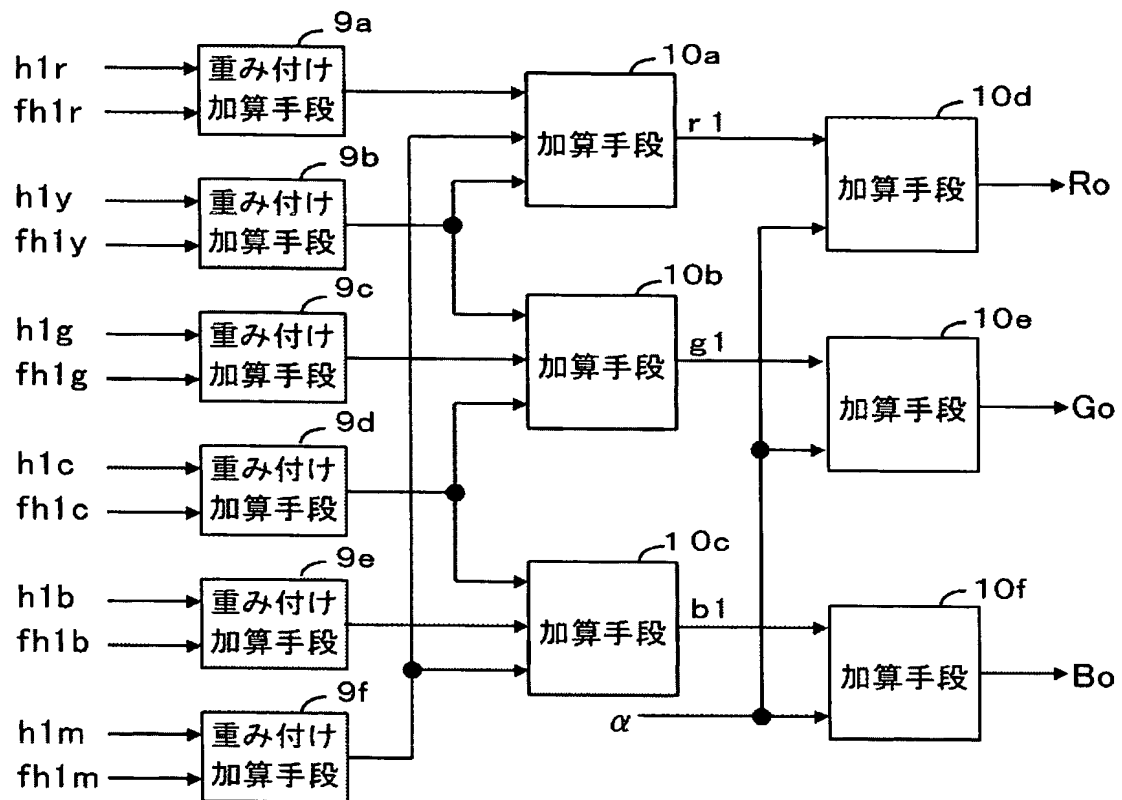 9a
h1r
fh1r
重み付け
加算手段
9b
h1y
fh1y
重み付け
加算手段
9c
h1g
fh1g
重み付け
加算手段
9d
h1c
fh1c
重み付け
加算手段
9e
h1b
fh1b
重み付け
加算手段
9f
h1m
fh1m
重み付け
加算手段
10a
加算手段
r1
10b
加算手段
g1
10c
加算手段
b1
α
10d
加算手段
Ro
10e
加算手段
Go
10f
加算手段
Bo